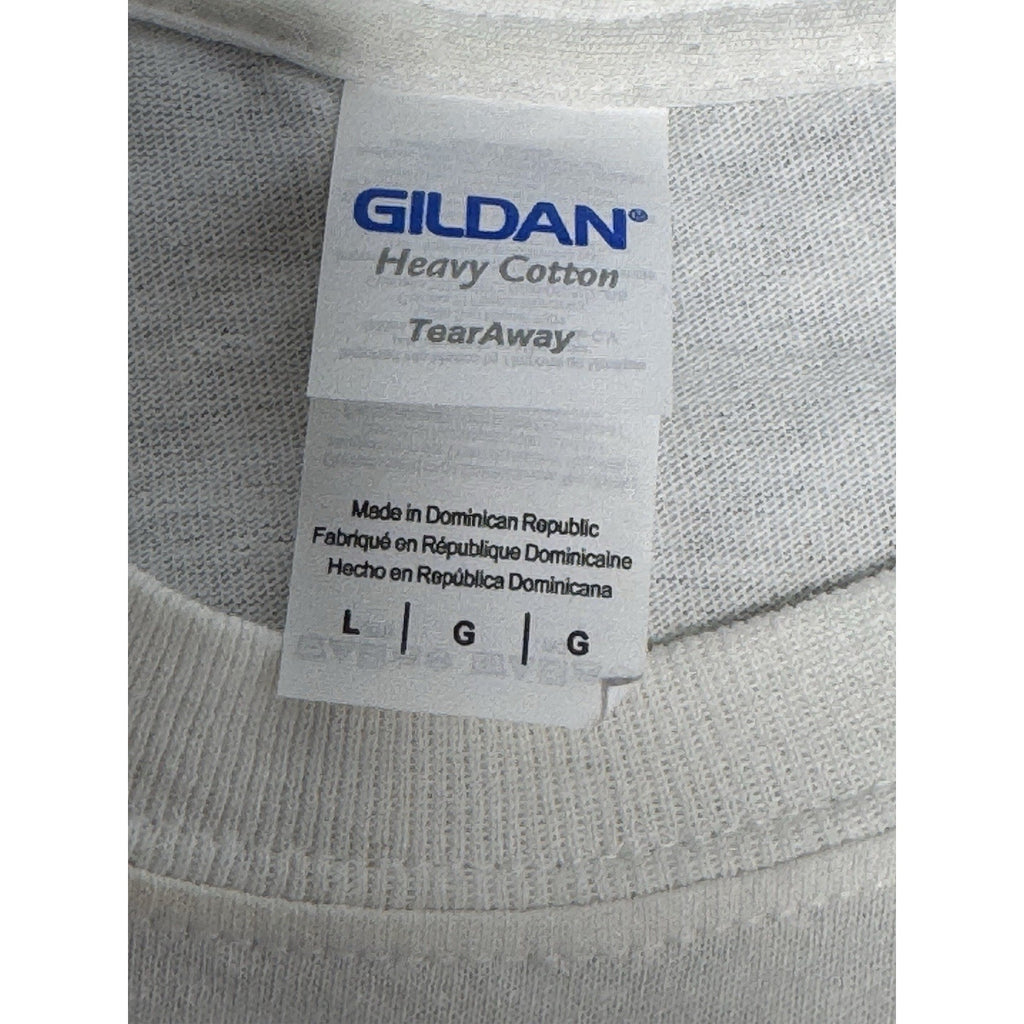 GILDAN®
Heavy Cotton
TearAway
Made in Dominican Republic
Fabriqué en République Dominicaine
Hecho en República Dominicana
L | G | G